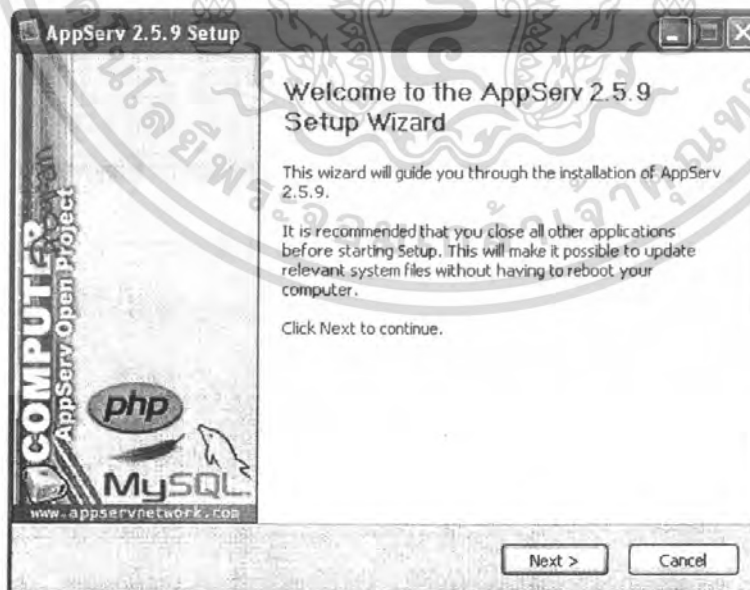 AppServ 2.5.9 Setup
Welcome to the AppServ 2.5.9
Setup Wizard
This wizard will guide you through the installation of AppServ
2.5.9.
It is recommended that you close all other applications
before starting Setup. This will make it possible to update
relevant system files without having to reboot your
computer.
Click Next to continue.
COMPUTER
AppServ Open Project
php
MySQL
www.appservnetwork.com
Next >
Cancel